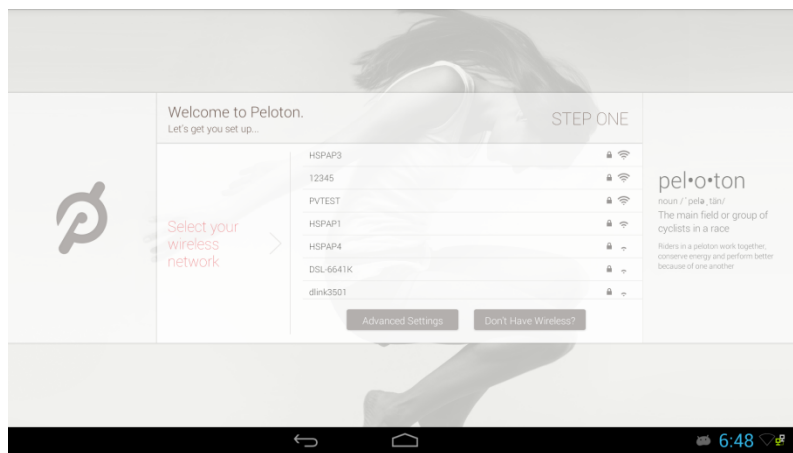 Welcome to Peloton.
Let's get you set up...
STEP ONE
Select your
wireless
network
HSPAP3
12345
PVTEST
HSPAP1
HSPAP4
DSL-6641K
dlink3501
Advanced Settings
Don't Have Wireless?
pel•o•ton
noun /ˈpeləˌtän/
The main field or group of
cyclists in a race
Riders in a peloton work together,
conserve energy and perform better
because of one another
6:48